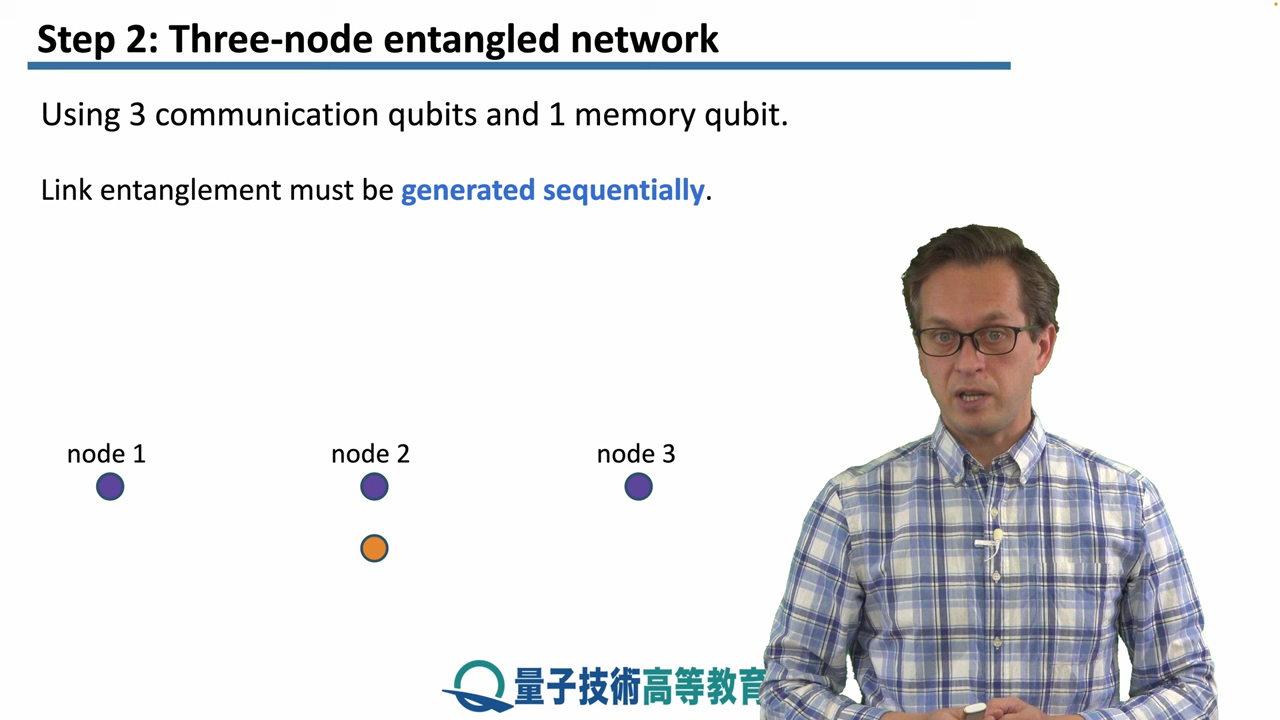 Step 2: Three-node entangled network
Using 3 communication qubits and 1 memory qubit.
Link entanglement must be generated sequentially.
node 1 node 2 node 3
量子技術高等教育